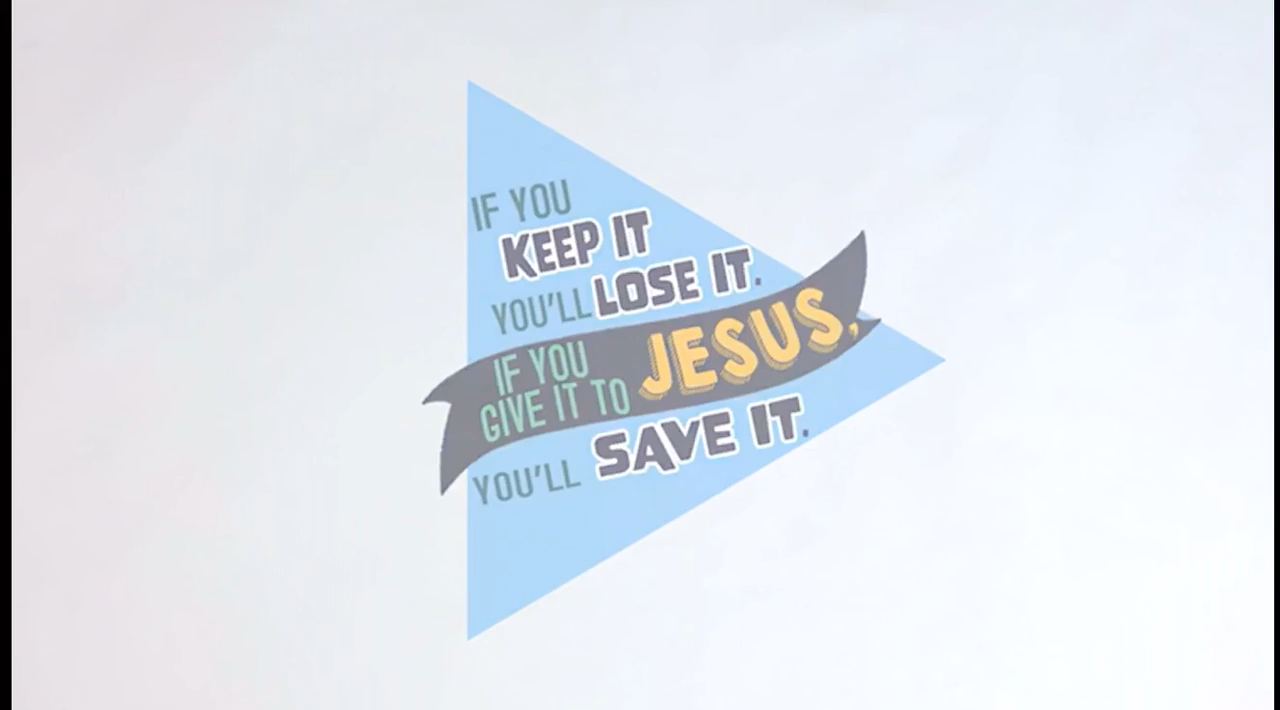 IF YOU
KEEP IT
YOU'LL LOSE IT.
IF YOU
GIVE IT TO JESUS,
YOU'LL SAVE IT.